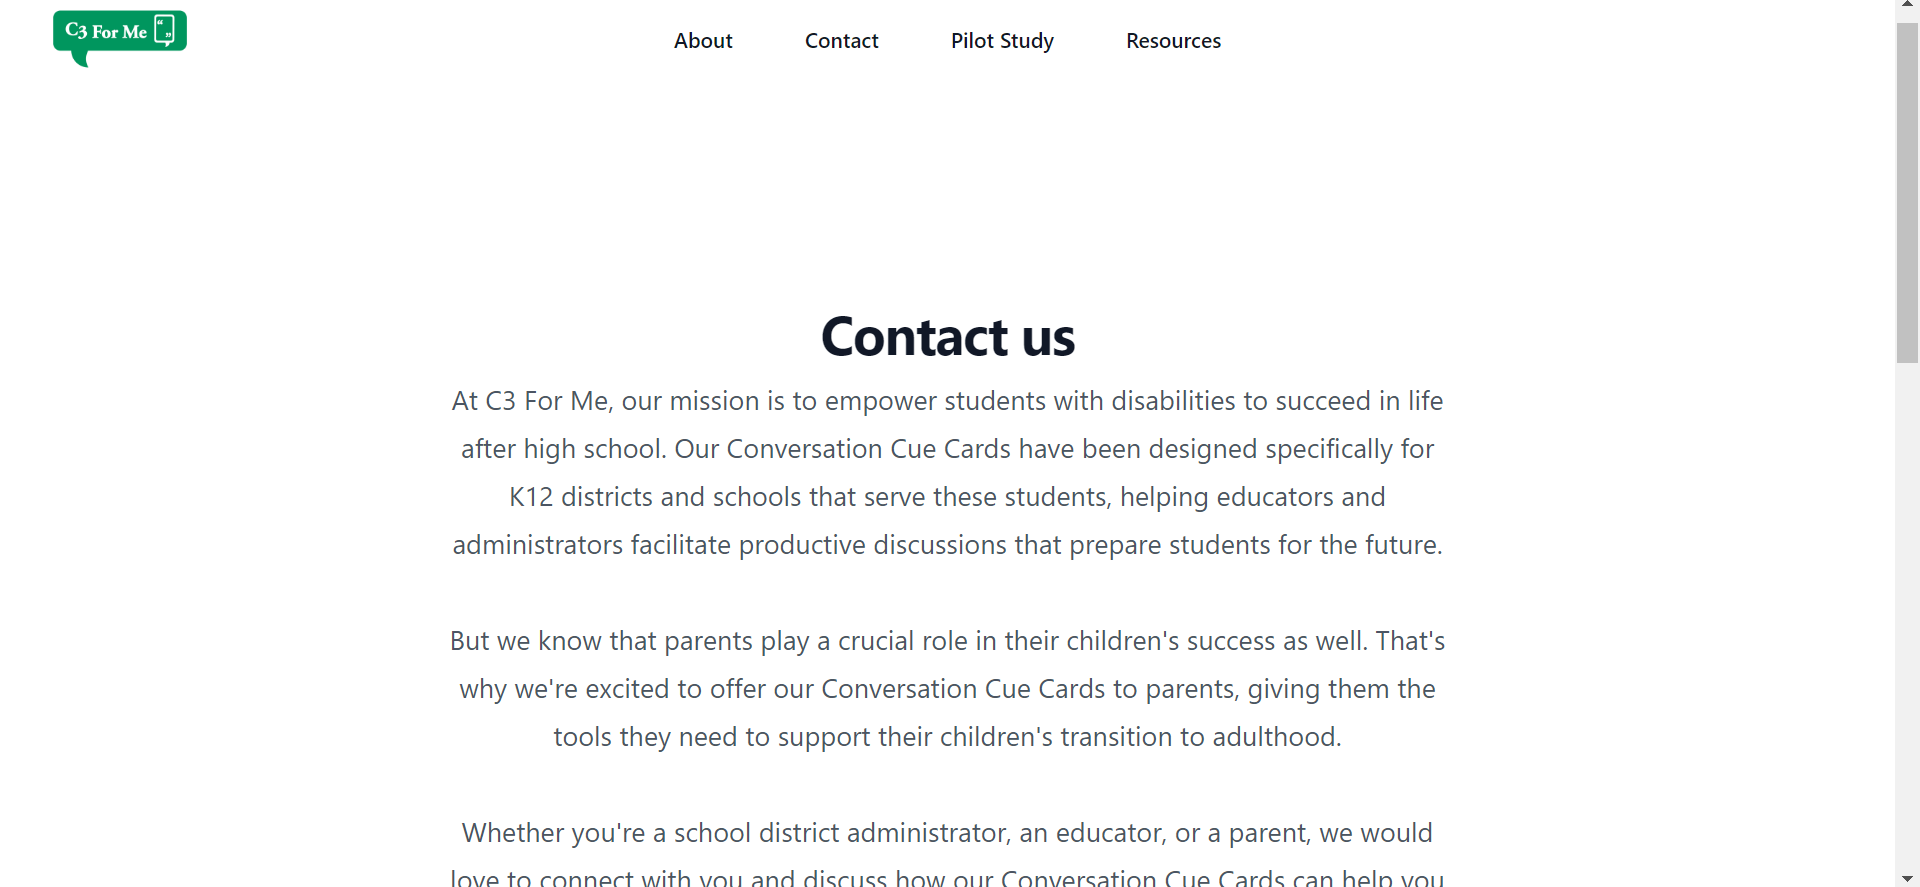 C3 For Me
About
Contact
Pilot Study
Resources
Contact us
At C3 For Me, our mission is to empower students with disabilities to succeed in life
after high school. Our Conversation Cue Cards have been designed specifically for
K12 districts and schools that serve these students, helping educators and
administrators facilitate productive discussions that prepare students for the future.
But we know that parents play a crucial role in their children's success as well. That's
why we're excited to offer our Conversation Cue Cards to parents, giving them the
tools they need to support their children's transition to adulthood.
Whether you're a school district administrator, an educator, or a parent, we would
love to connect with you and discuss how our Conversation Cue Cards can help you